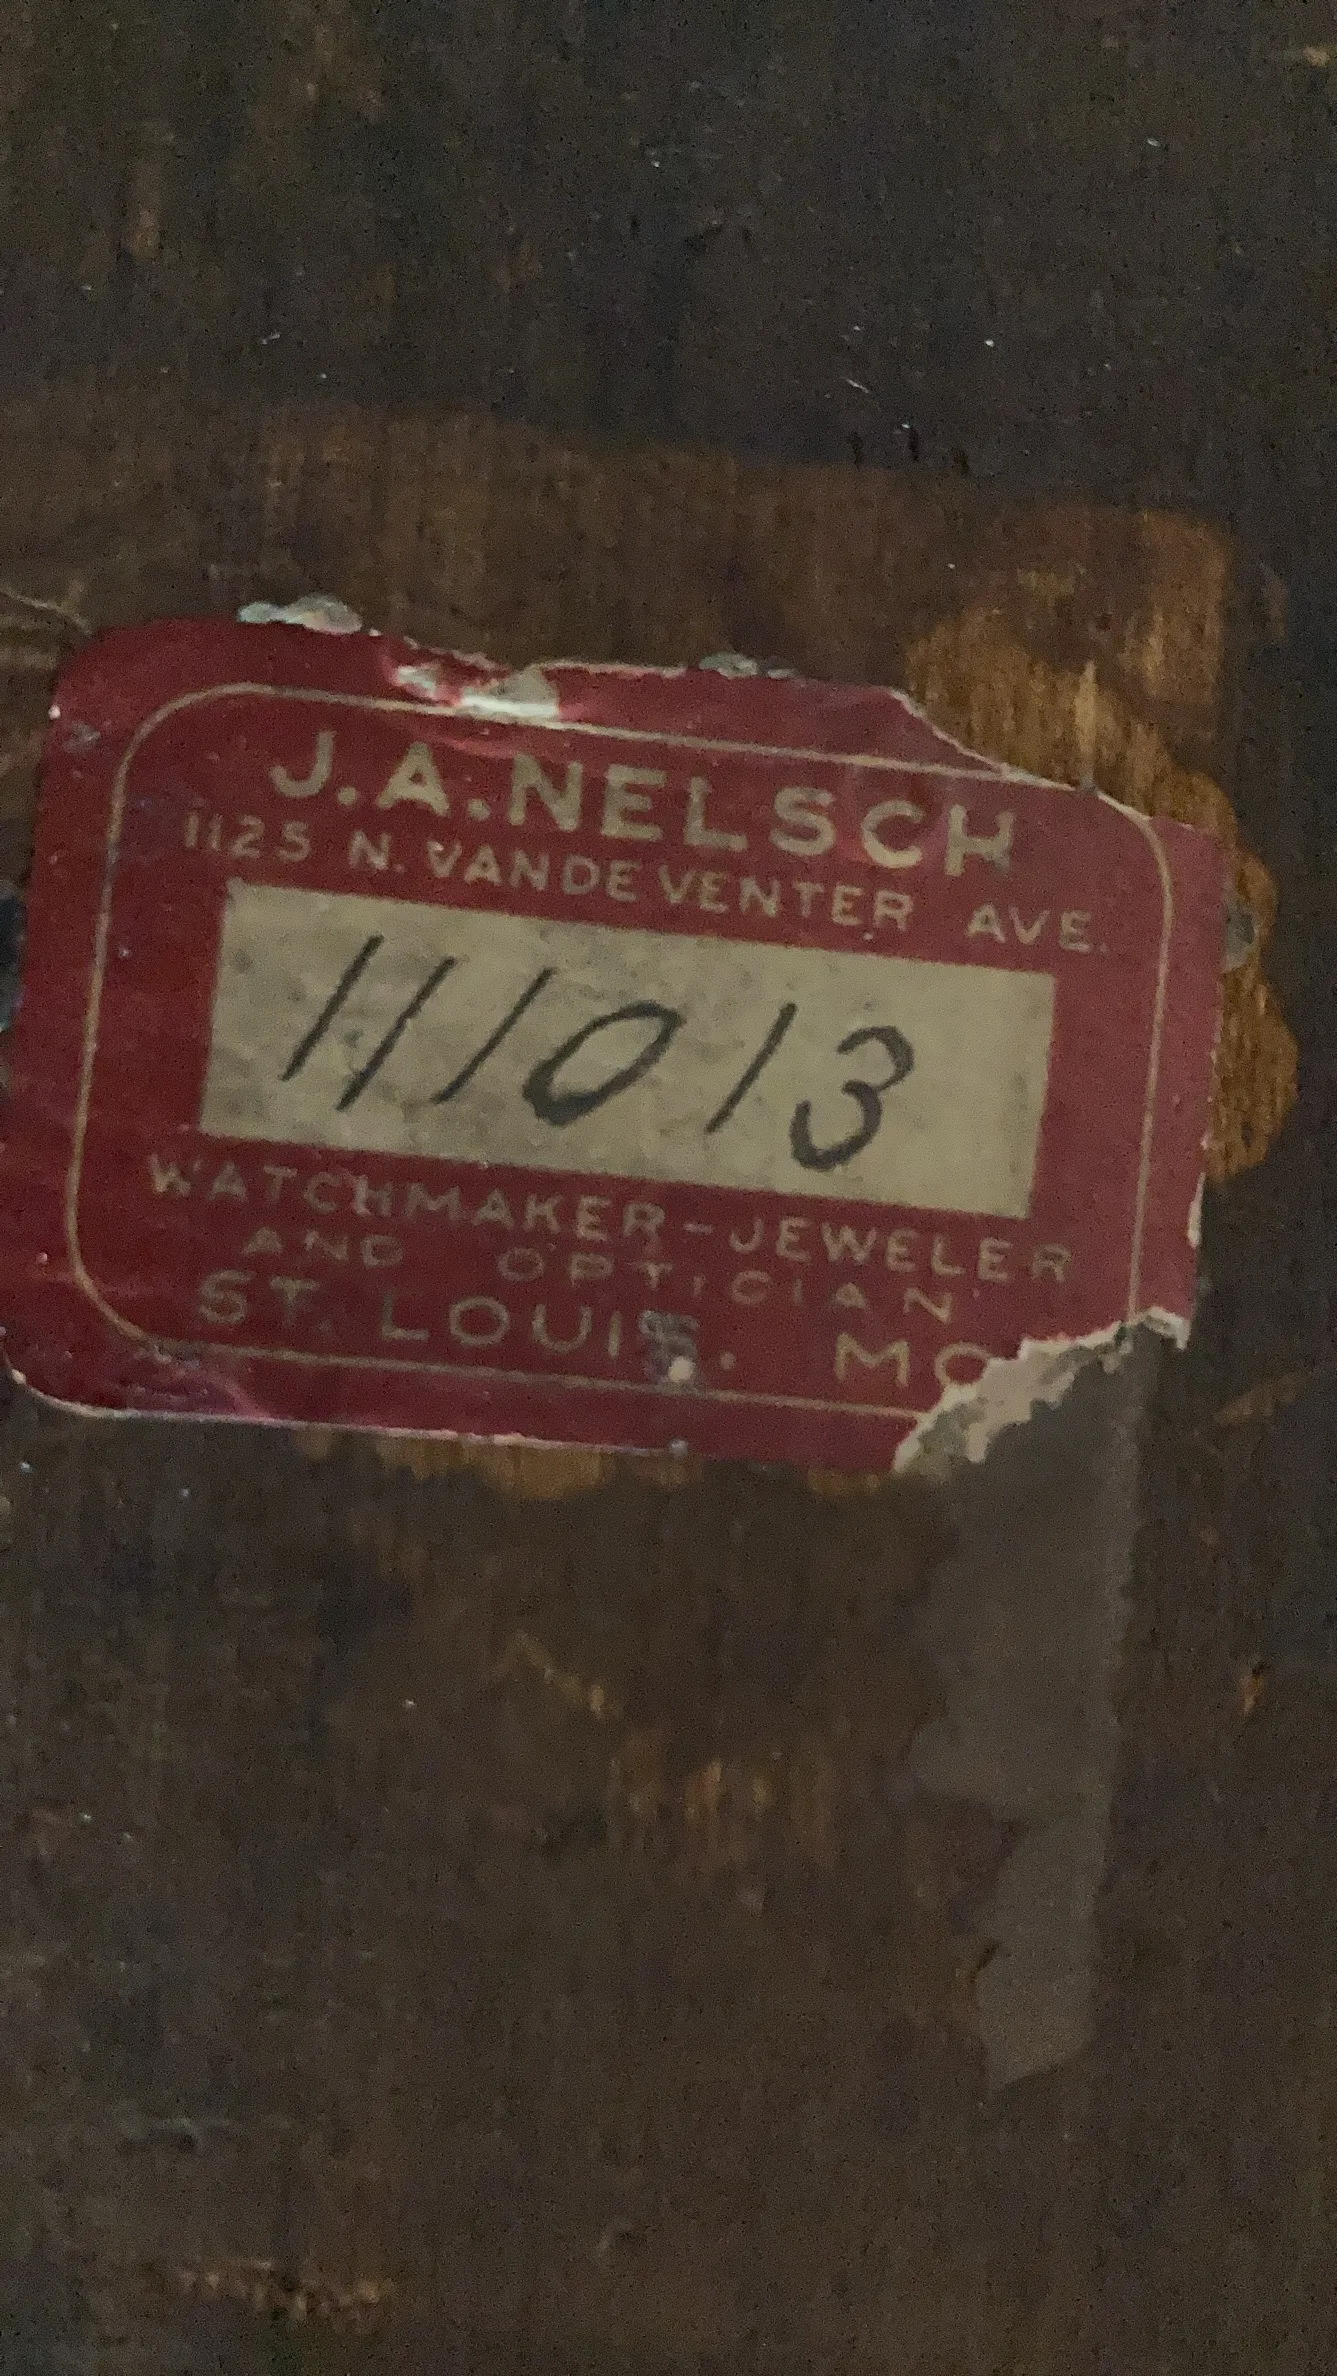 J.A. NELSCH
1125 N. VANDEVENTER AVE.
111013
WATCHMAKER-JEWELER
AND OPTICIAN
ST. LOUIS. MO